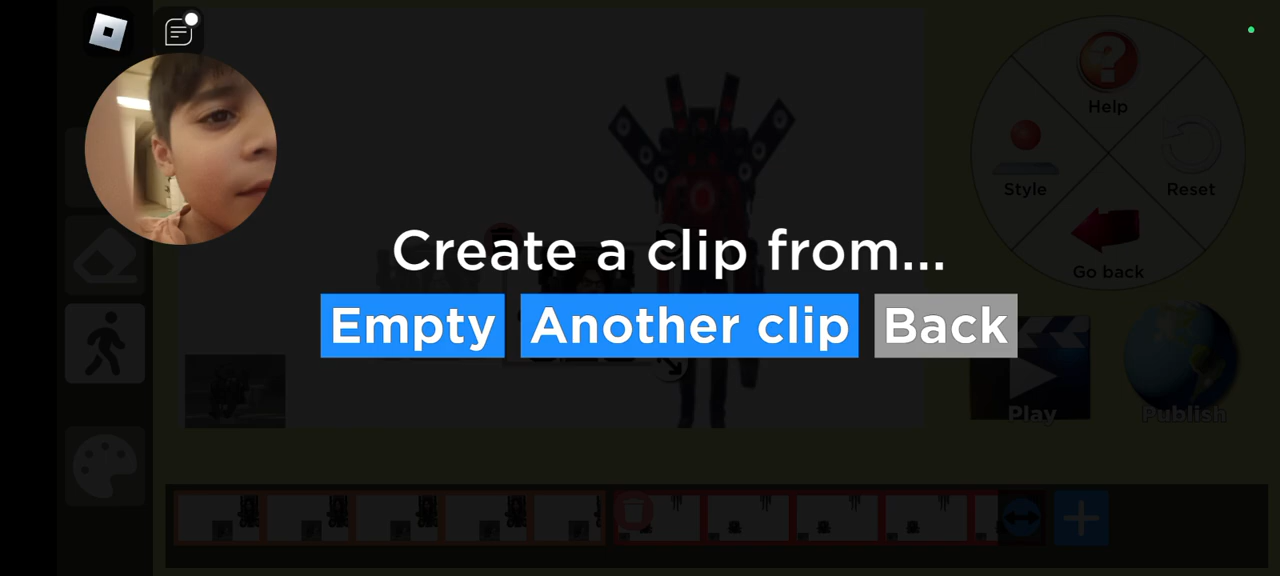 Help
Style
Reset
Go back
Create a clip from...
Empty Another clip Back
Play
Publish